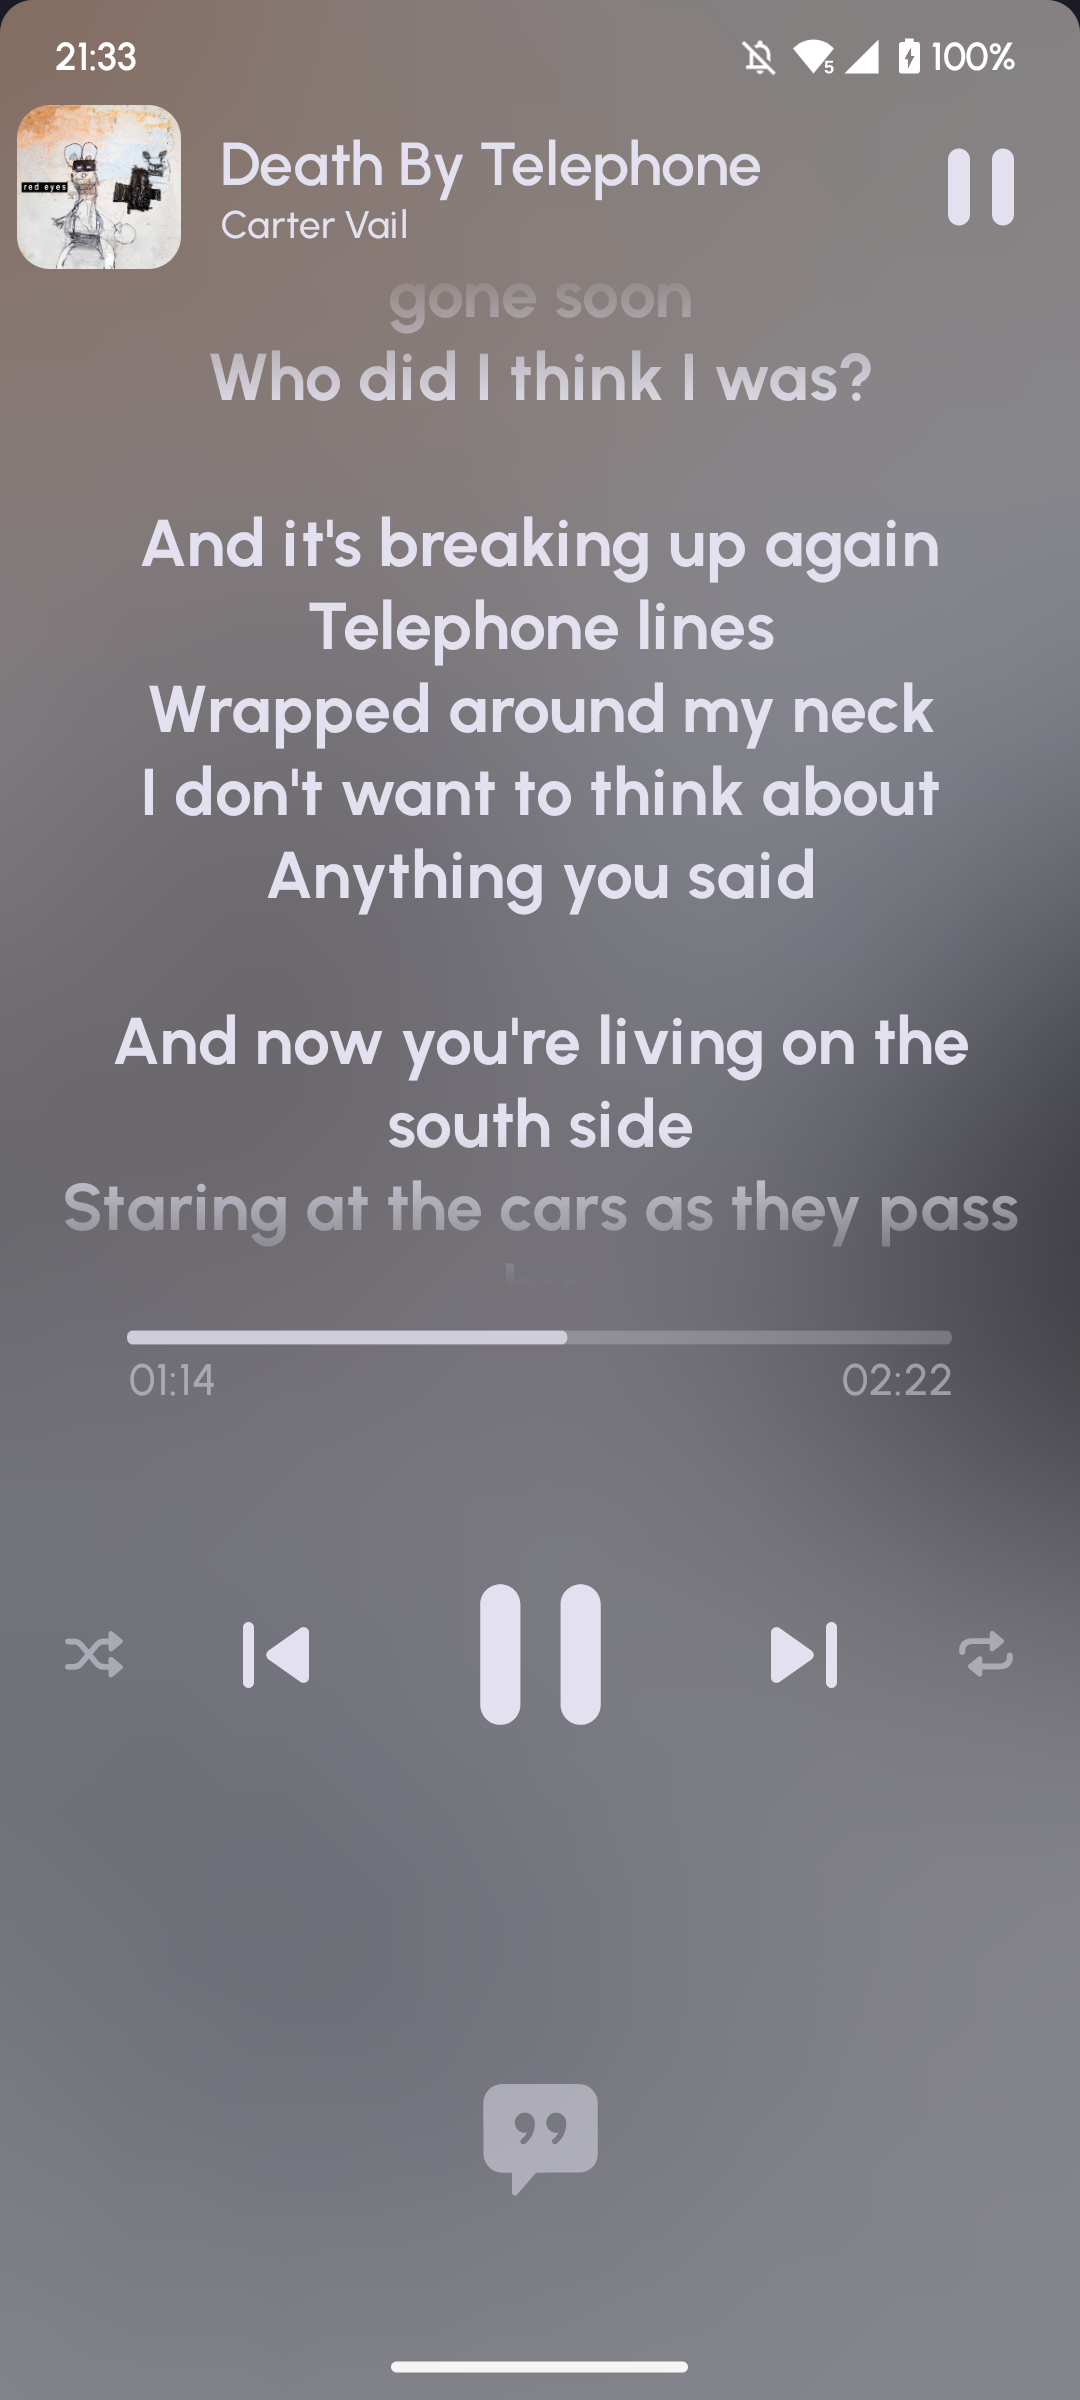 21:33
5
100%
red eyes
Death By Telephone
Carter Vail
gone soon
Who did I think I was?
And it's breaking up again
Telephone lines
Wrapped around my neck
I don't want to think about
Anything you said
And now you're living on the
south side
Staring at the cars as they pass
01:14
02:22